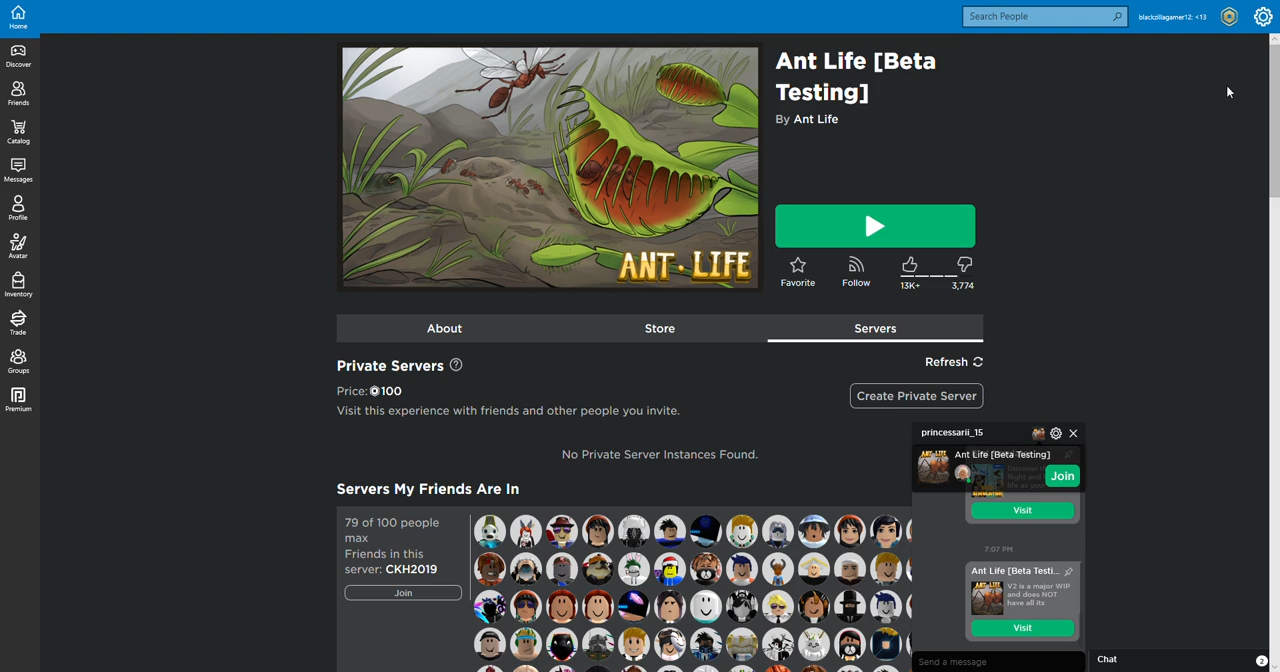 Home
Search People
blackzillagamer12: <13
Discover
Friends
Catalog
Messages
Profile
Avatar
Inventory
Trade
Groups
Premium
ANT · LIFE
Ant Life [Beta
Testing]
By Ant Life
Favorite
Follow
13K+
3,774
About
Store
Servers
Private Servers
?
Refresh
Price: 100
Create Private Server
Visit this experience with friends and other people you invite.
No Private Server Instances Found.
Servers My Friends Are In
79 of 100 people
max
Friends in this
server: CKH2019
Join
princessarii_15
ANT · LIFE
Ant Life [Beta Testing]
Join
Visit
7:07 PM
Ant Life [Beta Testi...
ANT · LIFE
V2 is a major WIP
and does NOT
have all its
Visit
Send a message
Chat
2